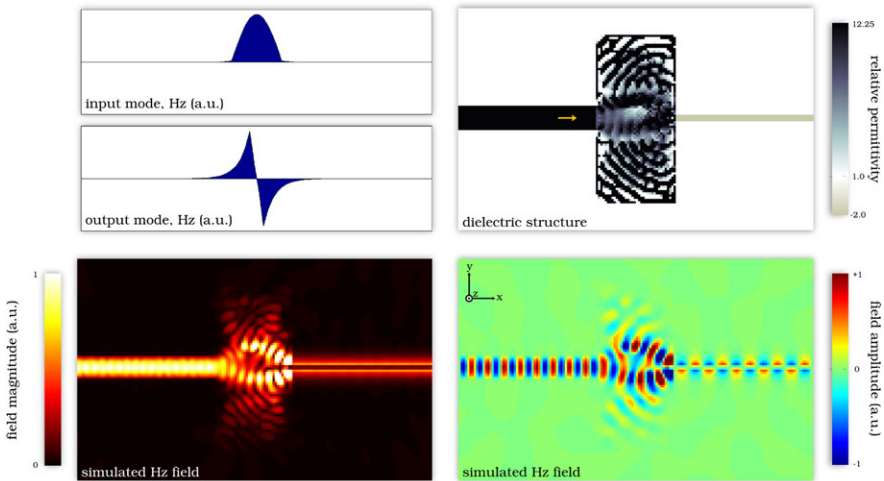 input mode, Hz (a.u.)
output mode, Hz (a.u.)
dielectric structure
12.25
1.0
-2.0
relative permittivity
field magnitude (a.u.)
1
0
simulated Hz field
y
z
x
simulated Hz field
+1
0
-1
field amplitude (a.u.)